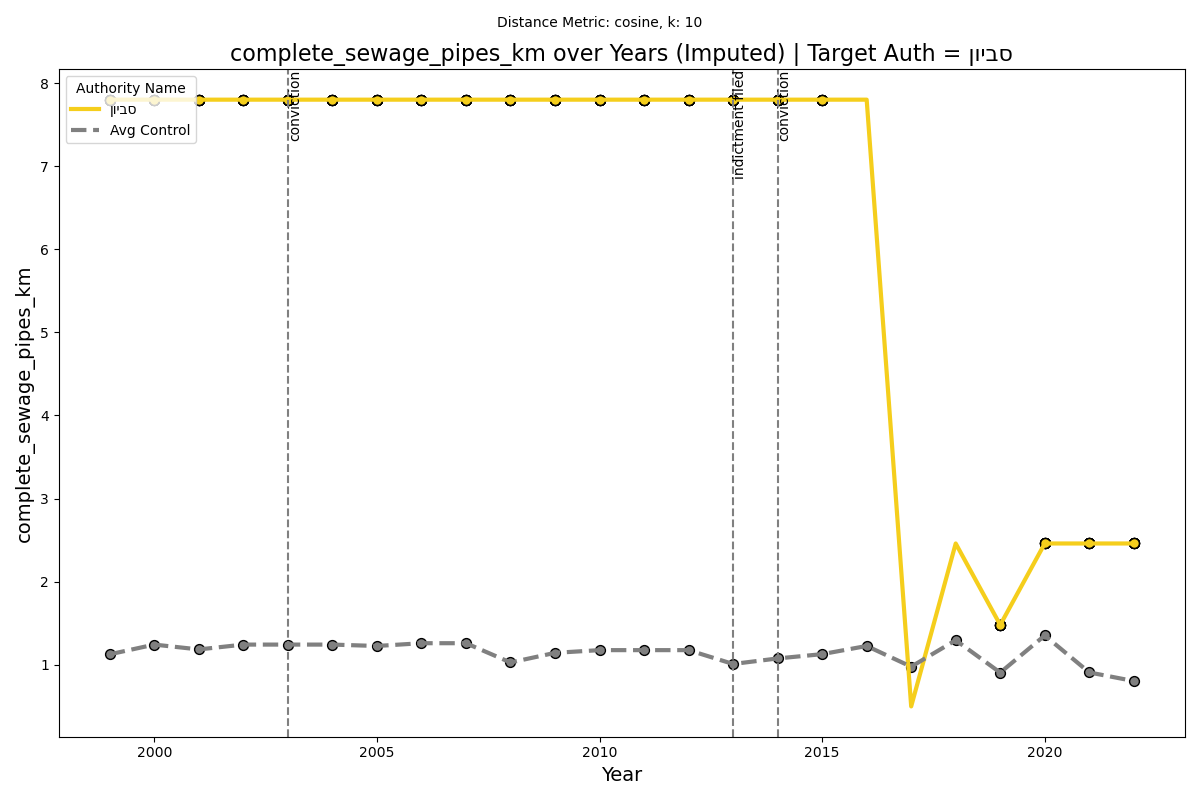 Distance Metric: cosine, k: 10
complete_sewage_pipes_km over Years (Imputed) | Target Auth = סביון
Authority Name
סביון
Avg Control
conviction
indictment filed
conviction
complete_sewage_pipes_km
8
7
6
5
4
3
2
1
2000
2005
2010
2015
2020
Year